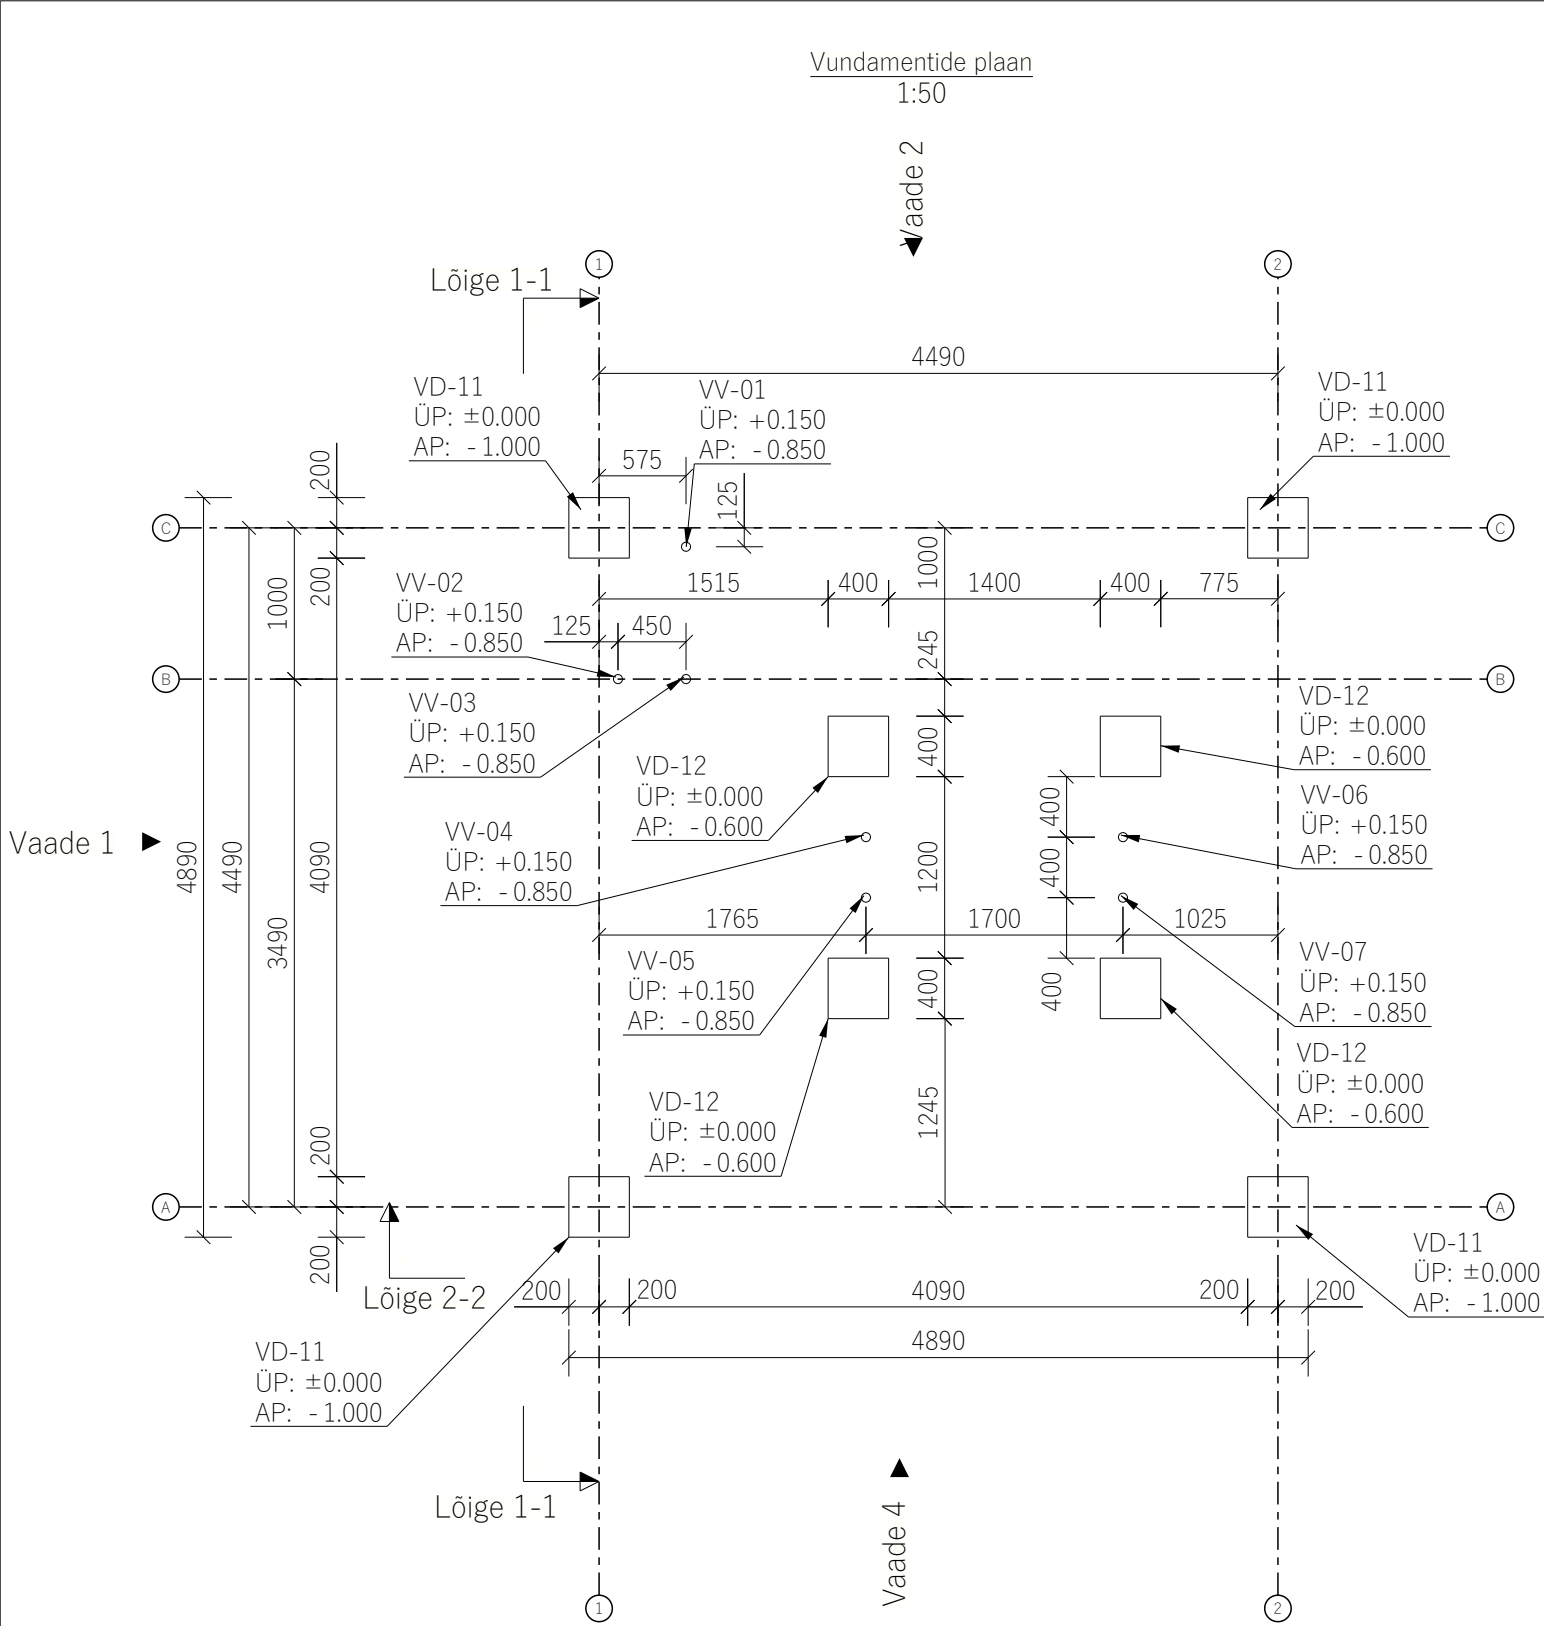 Vundamentide plaan
1:50
Vaade 2
1
2
Lõige 1-1
4490
VD-11
ÜP: ±0.000
AP: -1.000
VV-01
ÜP: +0.150
AP: -0.850
VD-11
ÜP: ±0.000
AP: -1.000
575
125
200
C
C
200
1000
1000
VV-02
ÜP: +0.150
AP: -0.850
1515
400
1400
400
775
125
450
245
B
B
VV-03
ÜP: +0.150
AP: -0.850
VD-12
ÜP: ±0.000
AP: -0.600
400
VD-12
ÜP: ±0.000
AP: -0.600
VV-04
ÜP: +0.150
AP: -0.850
400
VV-06
ÜP: +0.150
AP: -0.850
Vaade 1
4890
4490
4090
3490
1200
400
1765
1700
1025
VV-05
ÜP: +0.150
AP: -0.850
400
400
VV-07
ÜP: +0.150
AP: -0.850
VD-12
ÜP: ±0.000
AP: -0.600
VD-12
ÜP: ±0.000
AP: -0.600
1245
200
A
A
200
Lõige 2-2
200
200
4090
200
200
VD-11
ÜP: ±0.000
AP: -1.000
4890
VD-11
ÜP: ±0.000
AP: -1.000
Lõige 1-1
Vaade 4
1
2